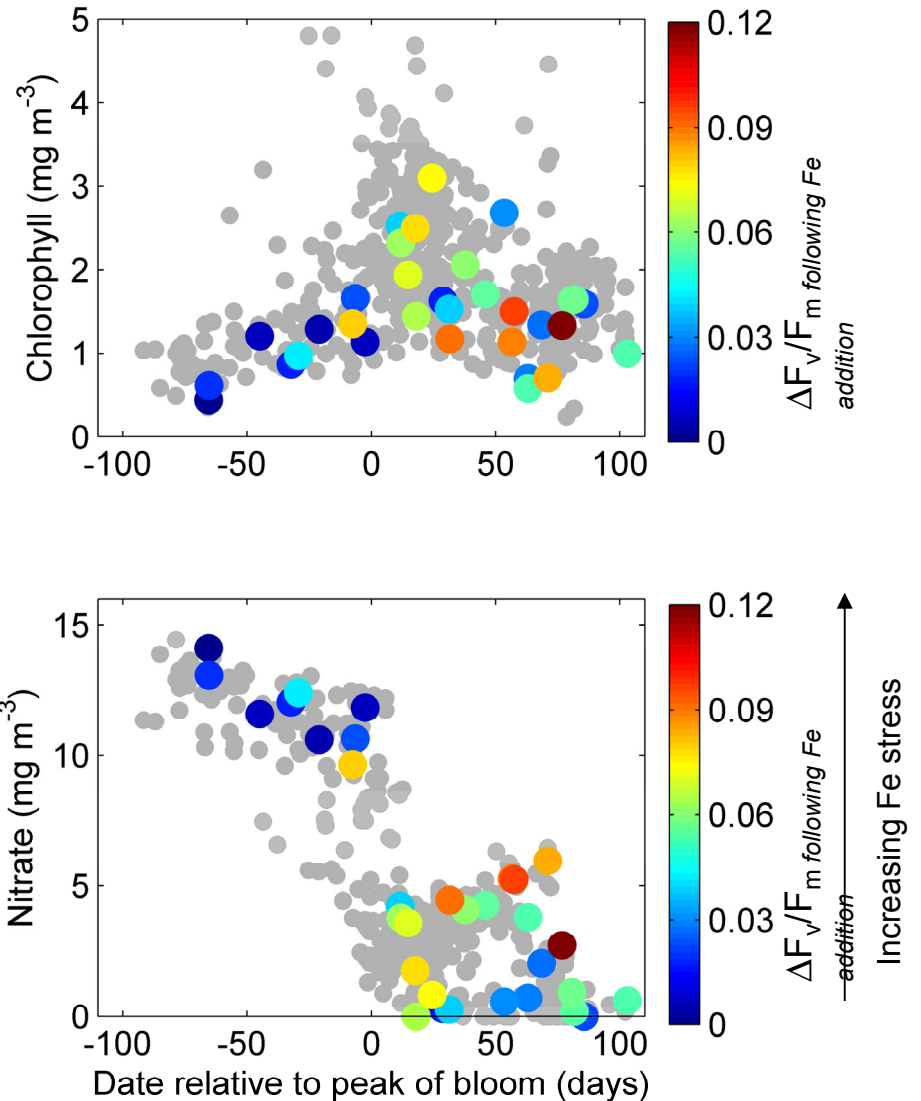 5
4
3
2
1
0
Chlorophyll (mg m-3)
-100 -50 0 50 100
0.12
0.09
0.06
0.03
0
ΔFv/Fm following Fe
addition
15
10
5
0
Nitrate (mg m-3)
-100 -50 0 50 100
Date relative to peak of bloom (days)
0.12
0.09
0.06
0.03
0
ΔFv/Fm following Fe
addition
Increasing Fe stress